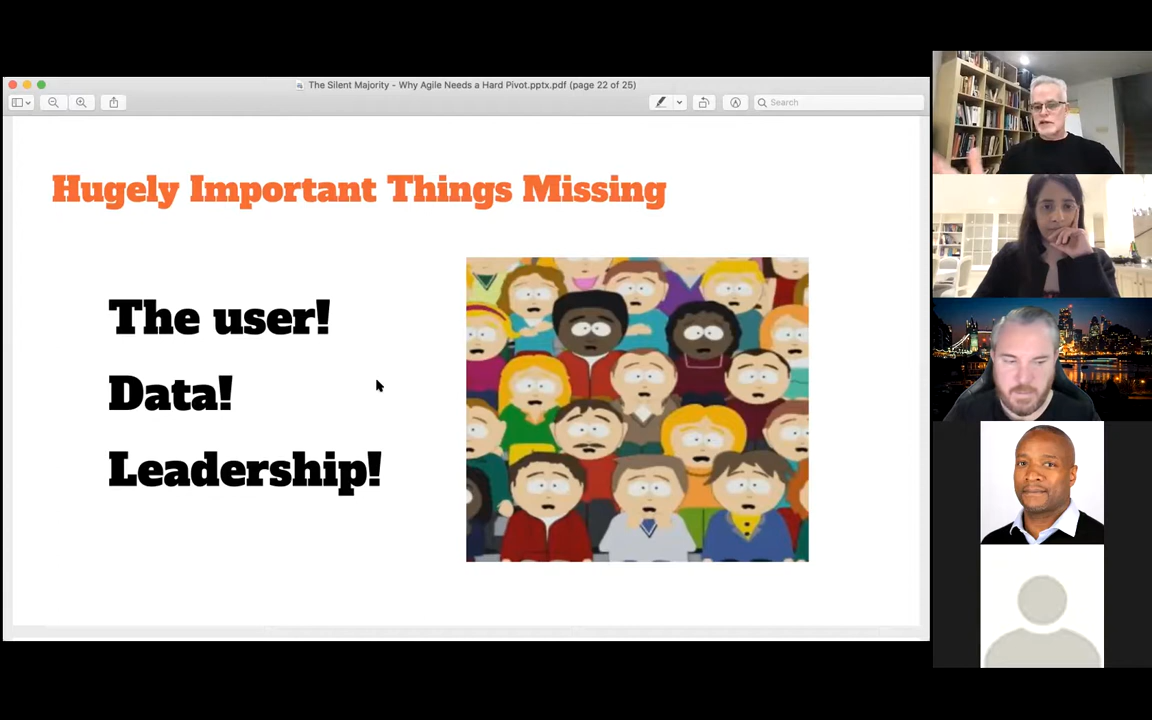 The Silent Majority - Why Agile Needs a Hard Pivot.pptx.pdf (page 22 of 25)
Search
Hugely Important Things Missing
The user!
Data!
Leadership!